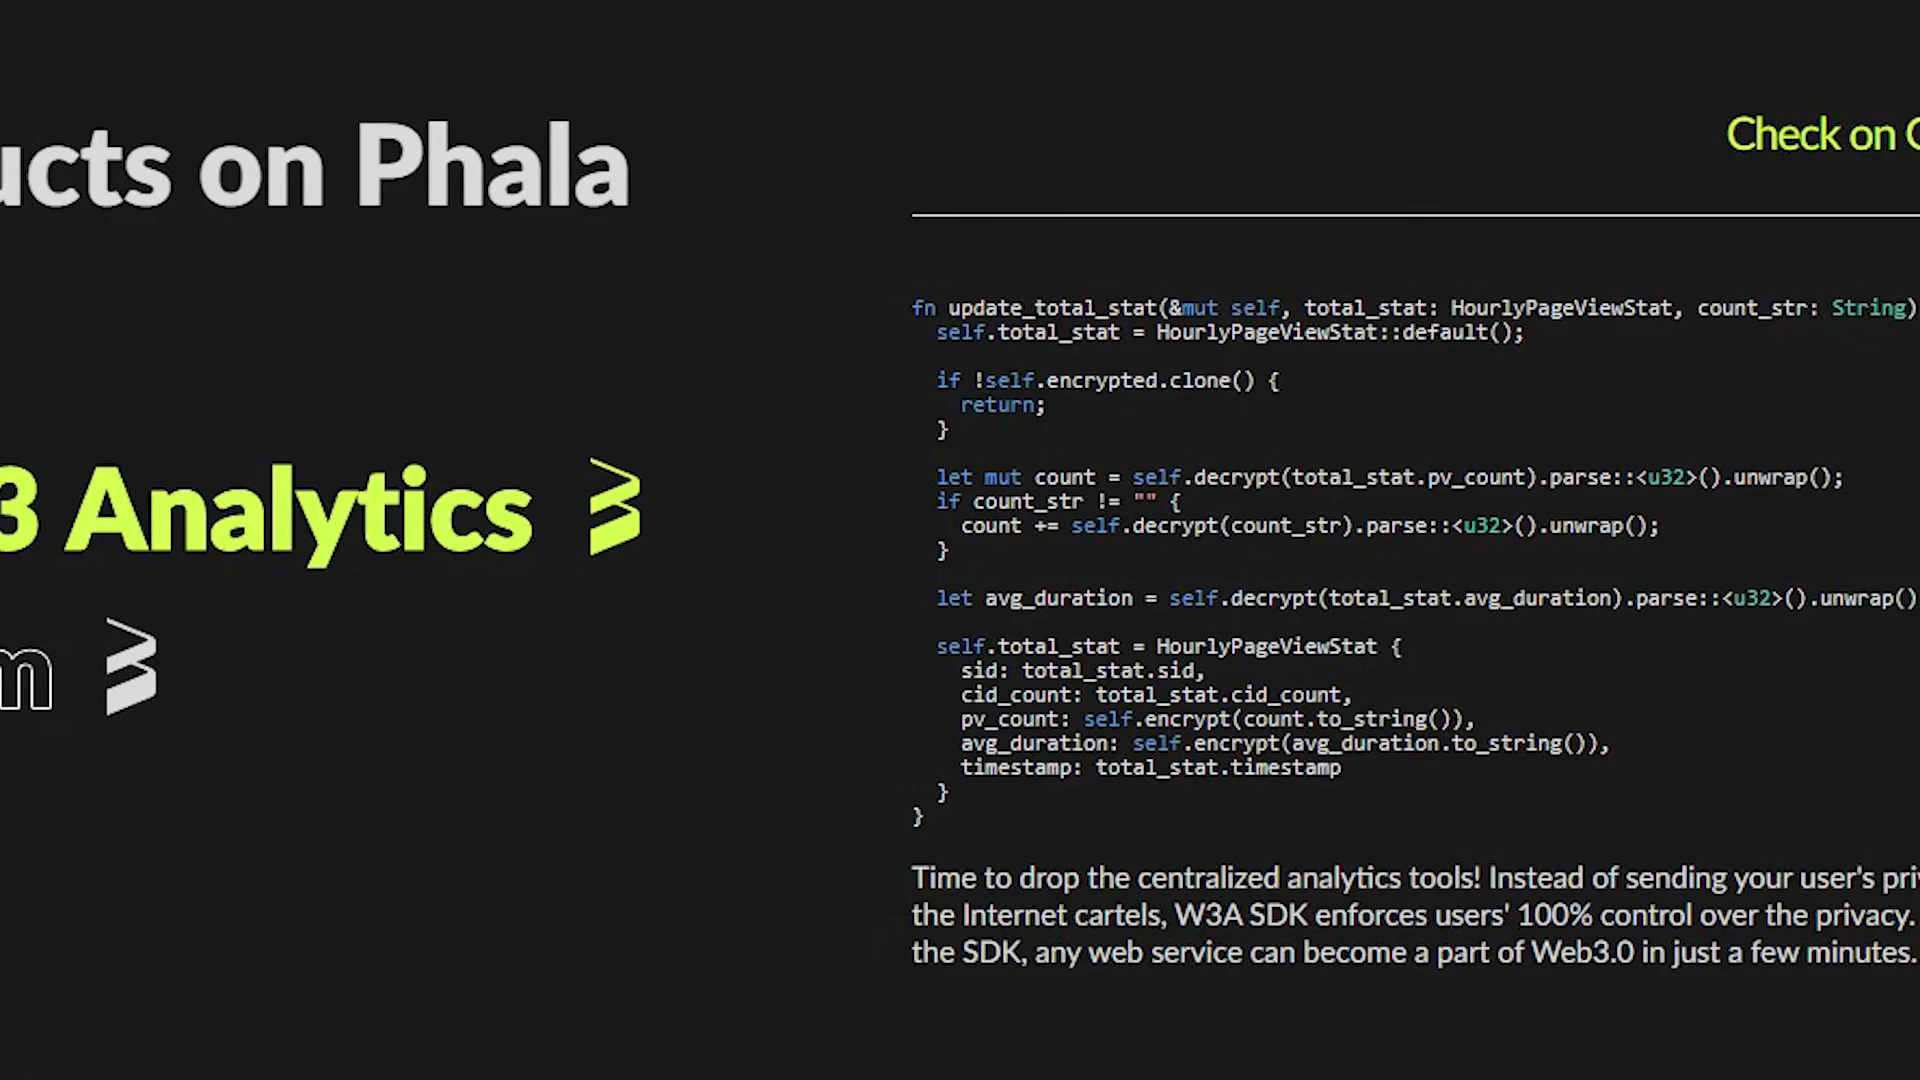 ucts on Phala
3 Analytics
m
Check on
fn update_total_stat(&mut self, total_stat: HourlyPageViewStat, count_str: String)
  self.total_stat = HourlyPageViewStat::default();
  if !self.encrypted.clone() {
    return;
  }
  let mut count = self.decrypt(total_stat.pv_count).parse::<u32>().unwrap();
  if count_str != "" {
    count += self.decrypt(count_str).parse::<u32>().unwrap();
  }
  let avg_duration = self.decrypt(total_stat.avg_duration).parse::<u32>().unwrap()
  self.total_stat = HourlyPageViewStat {
    sid: total_stat.sid,
    cid_count: total_stat.cid_count,
    pv_count: self.encrypt(count.to_string()),
    avg_duration: self.encrypt(avg_duration.to_string()),
    timestamp: total_stat.timestamp
  }
}
Time to drop the centralized analytics tools! Instead of sending your user's pri
the Internet cartels, W3A SDK enforces users' 100% control over the privacy.
the SDK, any web service can become a part of Web3.0 in just a few minutes.